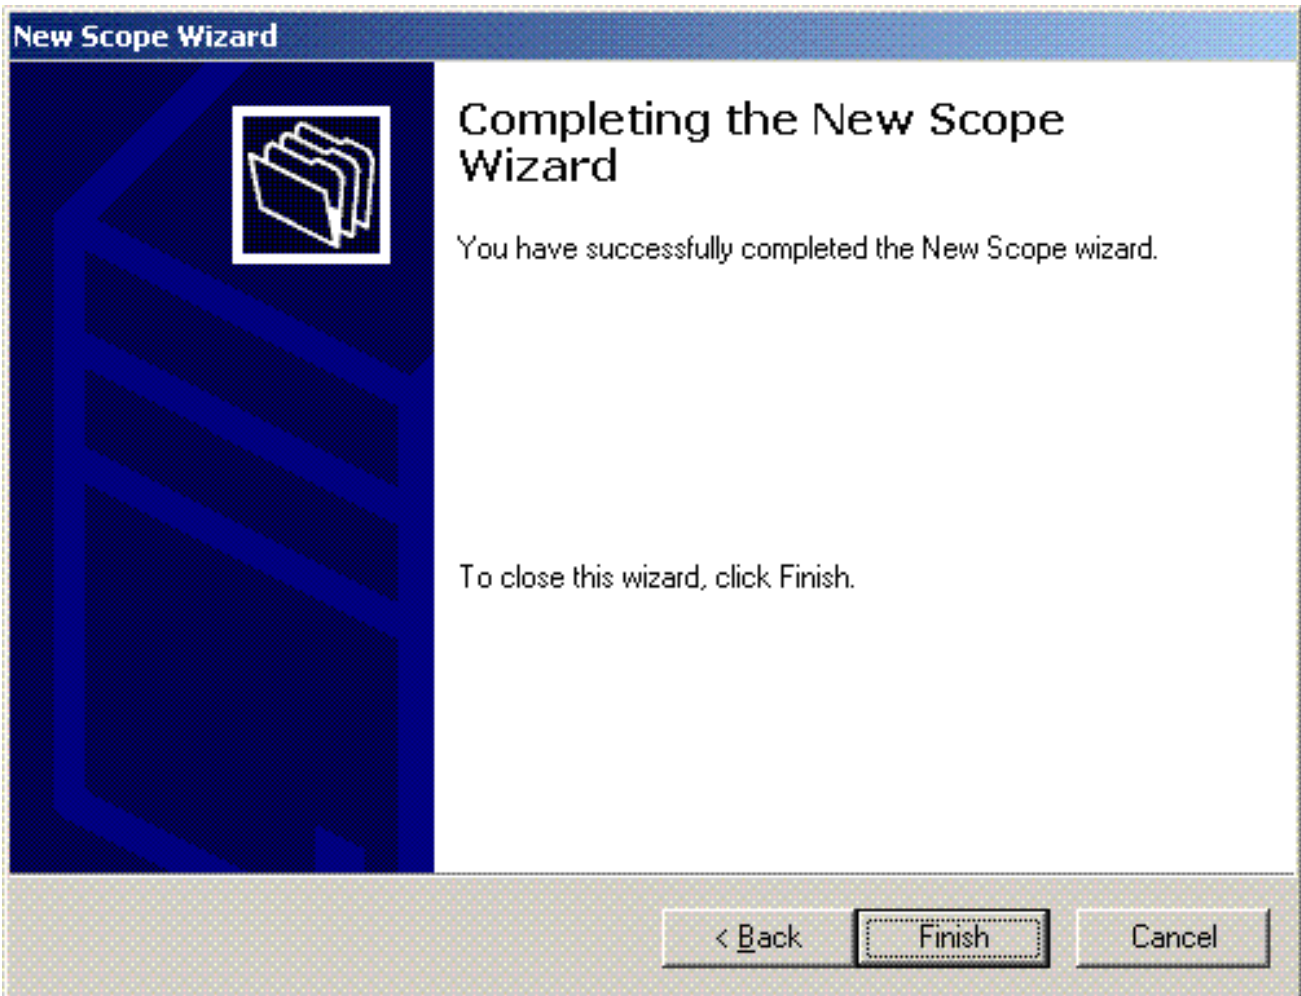 New Scope Wizard
Completing the New Scope
Wizard
You have successfully completed the New Scope wizard.
To close this wizard, click Finish.
< Back
Finish
Cancel